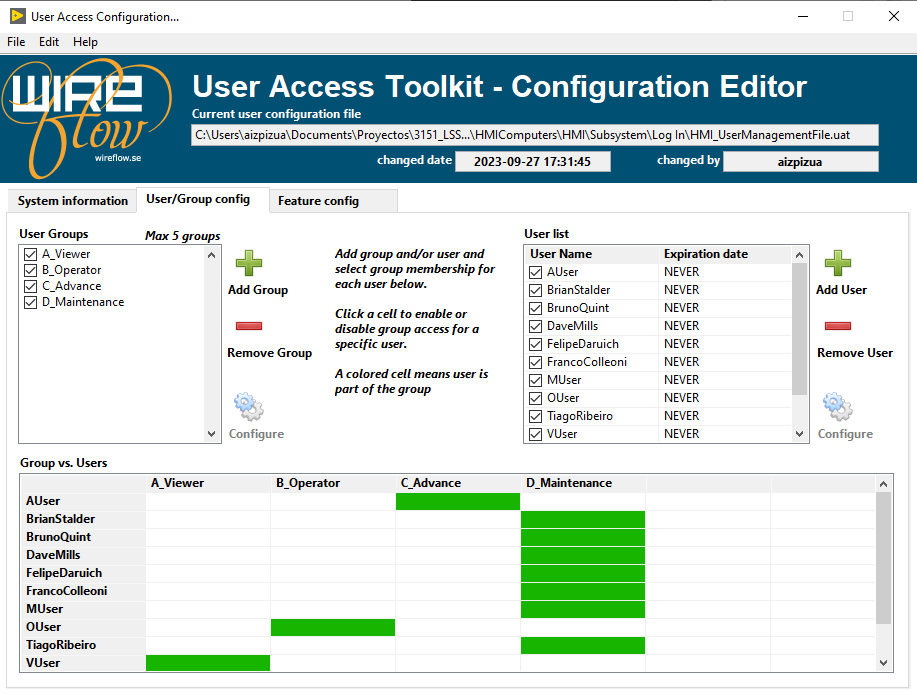 User Access Configuration...
File Edit Help
WIRE
flow
wireflow.se
User Access Toolkit - Configuration Editor
Current user configuration file
C:\Users\aizpizua\Documents\Proyectos\3151_LSS...\HMIComputers\HMI\Subsystem\Log In\HMI_UserManagementFile.uat
changed date 2023-09-27 17:31:45 changed by aizpizua
System information User/Group config Feature config
User Groups Max 5 groups
A_Viewer
B_Operator
C_Advance
D_Maintenance
Add Group
Remove Group
Configure
Add group and/or user and
select group membership for
each user below.
Click a cell to enable or
disable group access for a
specific user.
A colored cell means user is
part of the group
User list
User Name Expiration date
AUser NEVER
BrianStalder NEVER
BrunoQuint NEVER
DaveMills NEVER
FelipeDaruich NEVER
FrancoColleoni NEVER
MUser NEVER
OUser NEVER
TiagoRibeiro NEVER
VUser NEVER
Add User
Remove User
Configure
Group vs. Users
A_Viewer B_Operator C_Advance D_Maintenance
AUser
BrianStalder
BrunoQuint
DaveMills
FelipeDaruich
FrancoColleoni
MUser
OUser
TiagoRibeiro
VUser